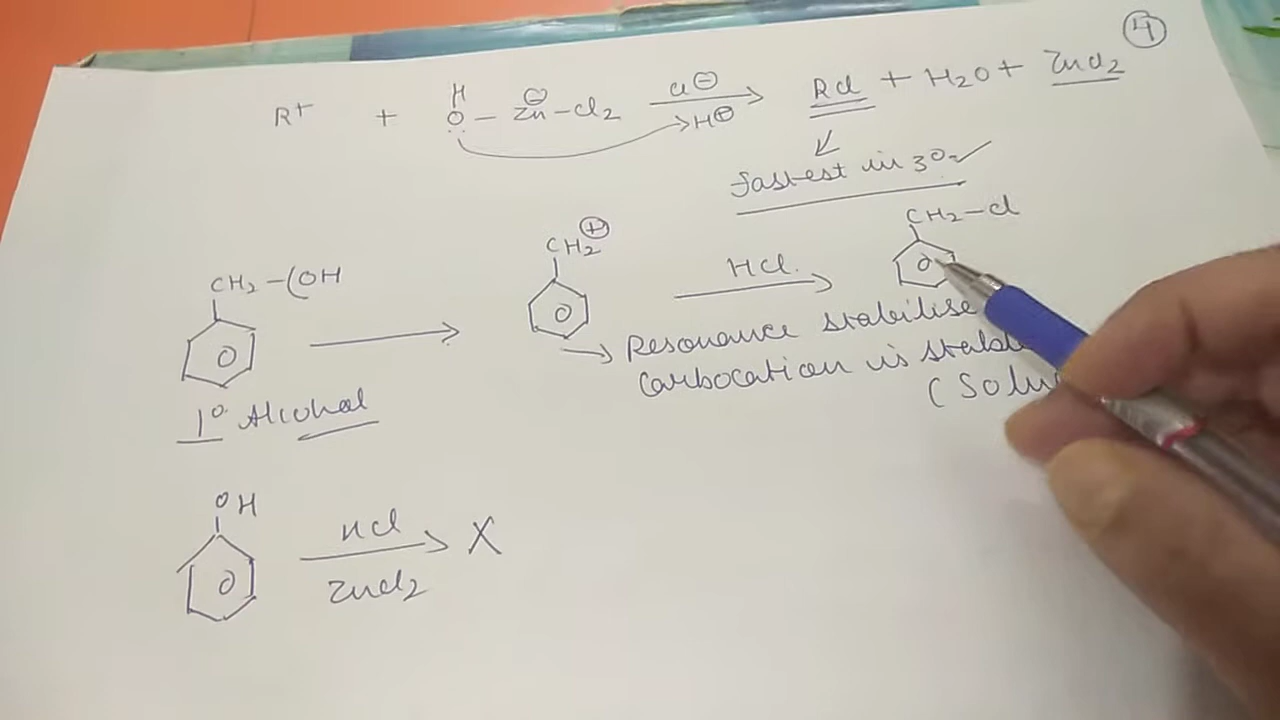 4
R+ + H O – Zn⊖ – Cl2 Cl⊖ H⊕ → RCl + H2O + ZnCl2
fastest in 3° ✓
CH2 – OH → CH2⊕ HCl. → CH2 – Cl
1° Alcohal
→ Resonance stabilise
Carbocation is stable
(Solu
OH HCl ZnCl2 → X